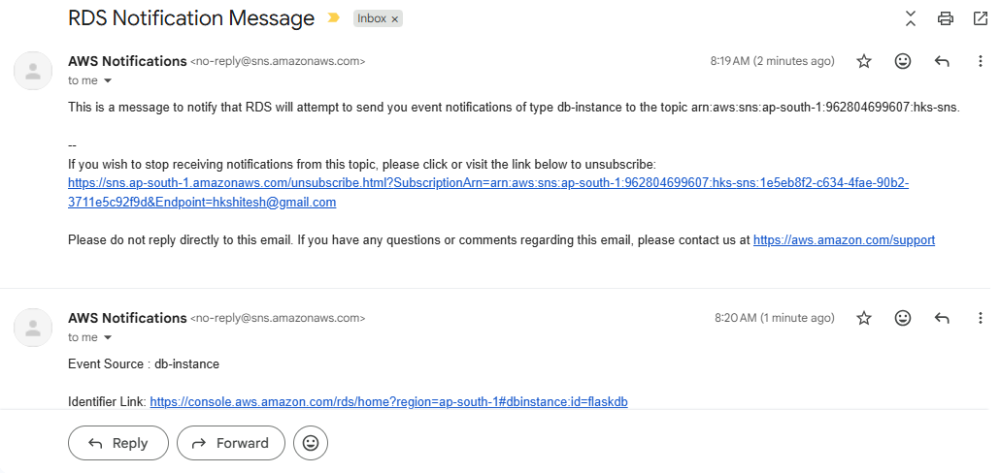 RDS Notification Message
Inbox ×
AWS Notifications <no-reply@sns.amazonaws.com>
8:19 AM (2 minutes ago)
to me
This is a message to notify that RDS will attempt to send you event notifications of type db-instance to the topic arn:aws:sns:ap-south-1:962804699607:hks-sns.
--
If you wish to stop receiving notifications from this topic, please click or visit the link below to unsubscribe:
https://sns.ap-south-1.amazonaws.com/unsubscribe.html?SubscriptionArn=arn:aws:sns:ap-south-1:962804699607:hks-sns:1e5eb8f2-c634-4fae-90b2-
3711e5c92f9d&Endpoint=hkshitesh@gmail.com
Please do not reply directly to this email. If you have any questions or comments regarding this email, please contact us at https://aws.amazon.com/support
AWS Notifications <no-reply@sns.amazonaws.com>
8:20 AM (1 minute ago)
to me
Event Source : db-instance
Identifier Link: https://console.aws.amazon.com/rds/home?region=ap-south-1#dbinstance:id=flaskdb
Reply
Forward